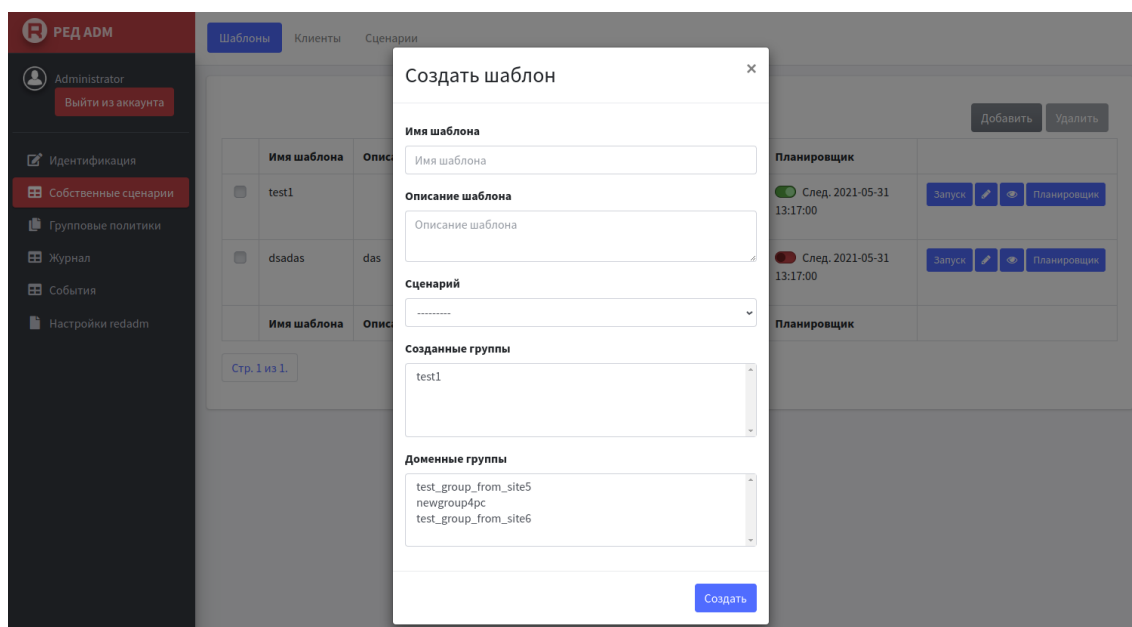 РЕД ADM
Administrator
Выйти из аккаунта
Идентификация
Собственные сценарии
Групповые политики
Журнал
События
Настройки redadm
Шаблоны Клиенты Сценарии
Добавить Удалить
Имя шаблона Планировщик
test1 След. 2021-05-31
13:17:00 Запуск Планировщик
dsadas das След. 2021-05-31
13:17:00 Запуск Планировщик
Имя шаблона Планировщик
Стр. 1 из 1.
Создать шаблон ×
Имя шаблона
Имя шаблона
Описание шаблона
Описание шаблона
Сценарий
---------
Созданные группы
test1
Доменные группы
test_group_from_site5
newgroup4pc
test_group_from_site6
Создать